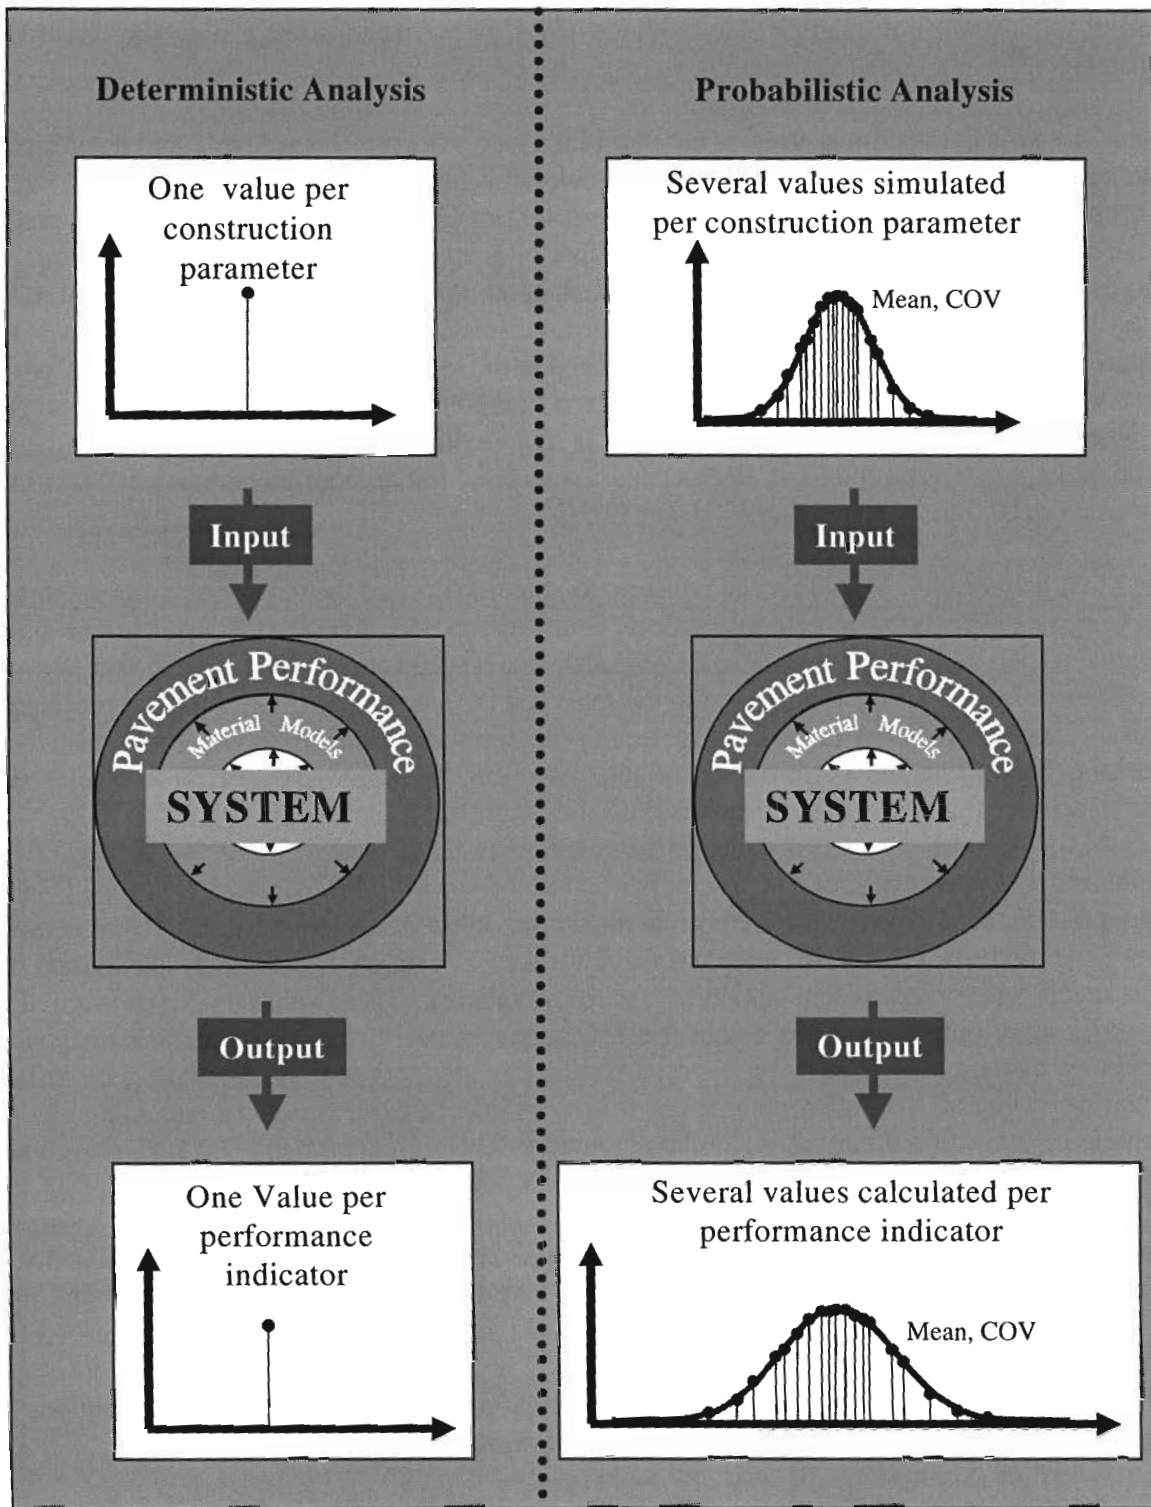 Deterministic Analysis
One value per
construction
parameter
Input
Pavement Performance
Material Models
SYSTEM
Output
One Value per
performance
indicator
Probabilistic Analysis
Several values simulated
per construction parameter
Mean, COV
Input
Pavement Performance
Material Models
SYSTEM
Output
Several values calculated per
performance indicator
Mean, COV